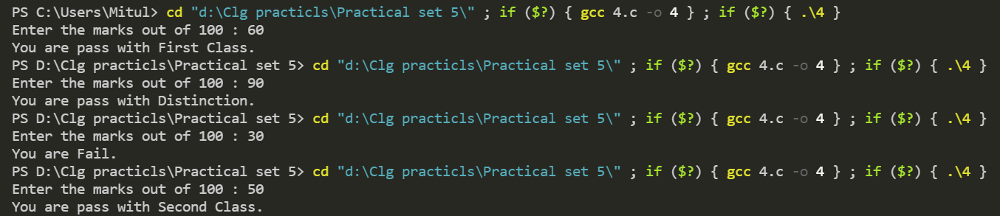 PS C:\Users\Mitul> cd "d:\Clg practicls\Practical set 5\" ; if ($?) { gcc 4.c -o 4 } ; if ($?) { .\4 }
Enter the marks out of 100 : 60
You are pass with First Class.
PS D:\Clg practicls\Practical set 5> cd "d:\Clg practicls\Practical set 5\" ; if ($?) { gcc 4.c -o 4 } ; if ($?) { .\4 }
Enter the marks out of 100 : 90
You are pass with Distinction.
PS D:\Clg practicls\Practical set 5> cd "d:\Clg practicls\Practical set 5\" ; if ($?) { gcc 4.c -o 4 } ; if ($?) { .\4 }
Enter the marks out of 100 : 30
You are Fail.
PS D:\Clg practicls\Practical set 5> cd "d:\Clg practicls\Practical set 5\" ; if ($?) { gcc 4.c -o 4 } ; if ($?) { .\4 }
Enter the marks out of 100 : 50
You are pass with Second Class.